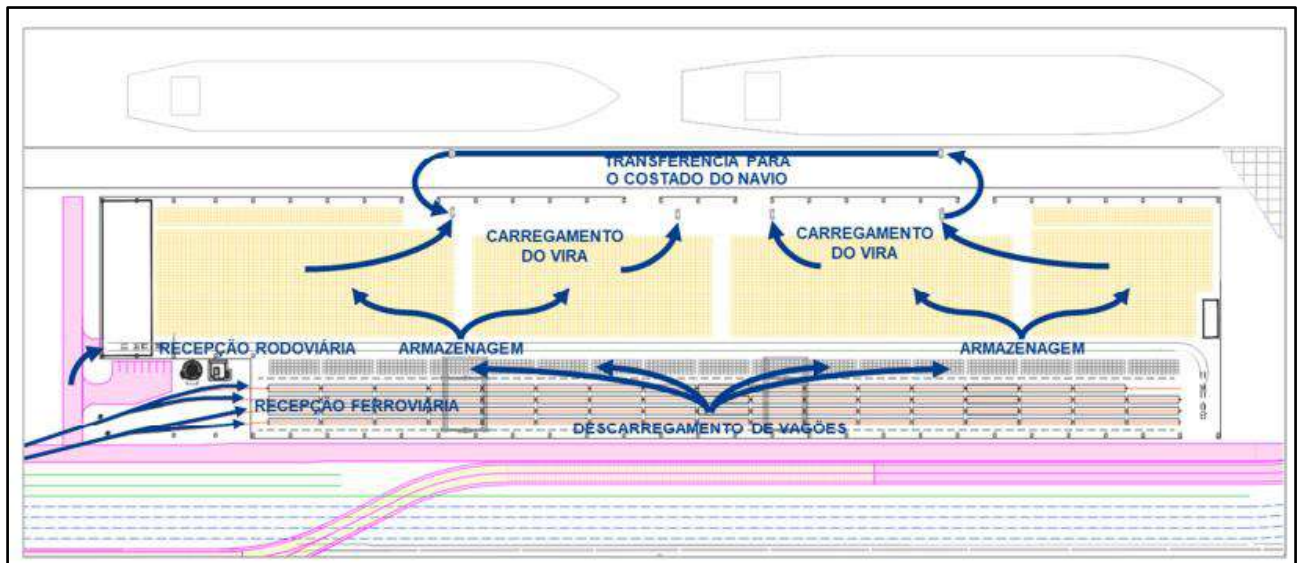 TRANSFERÊNCIA PARA
O COSTADO DO NAVIO
CARREGAMENTO
DO VIRA
CARREGAMENTO
DO VIRA
RECEPÇÃO RODOVIÁRIA
ARMAZENAGEM
ARMAZENAGEM
RECEPÇÃO FERROVIÁRIA
DESCARREGAMENTO DE VAGÕES